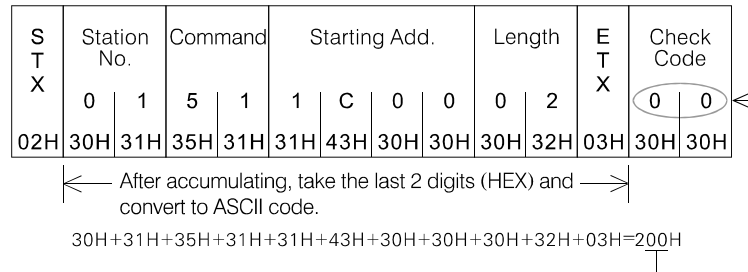 STX Station No. Command Starting Add. Length ETX Check Code
0 1 5 1 1 C 0 0 0 2 0 0
02H 30H 31H 35H 31H 31H 43H 30H 30H 30H 32H 03H 30H 30H
After accumulating, take the last 2 digits (HEX) and
convert to ASCII code.
30H+31H+35H+31H+31H+43H+30H+30H+30H+32H+03H=200H